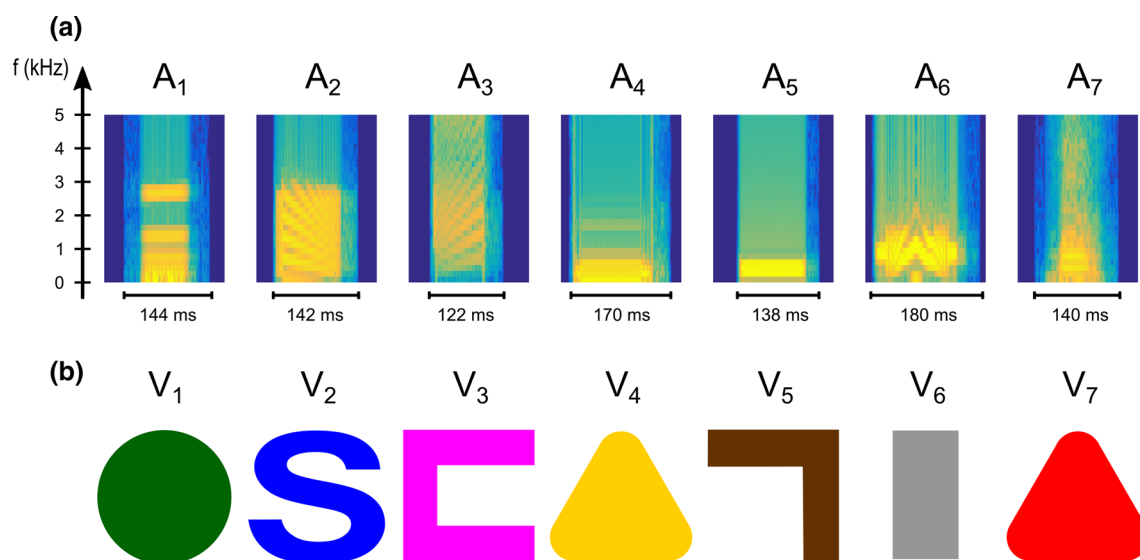 (a)
f (kHz)
A₁ A₂ A₃ A₄ A₅ A₆ A₇
5
4
3
2
1
0
144 ms 142 ms 122 ms 170 ms 138 ms 180 ms 140 ms
(b)
V₁ V₂ V₃ V₄ V₅ V₆ V₇
S